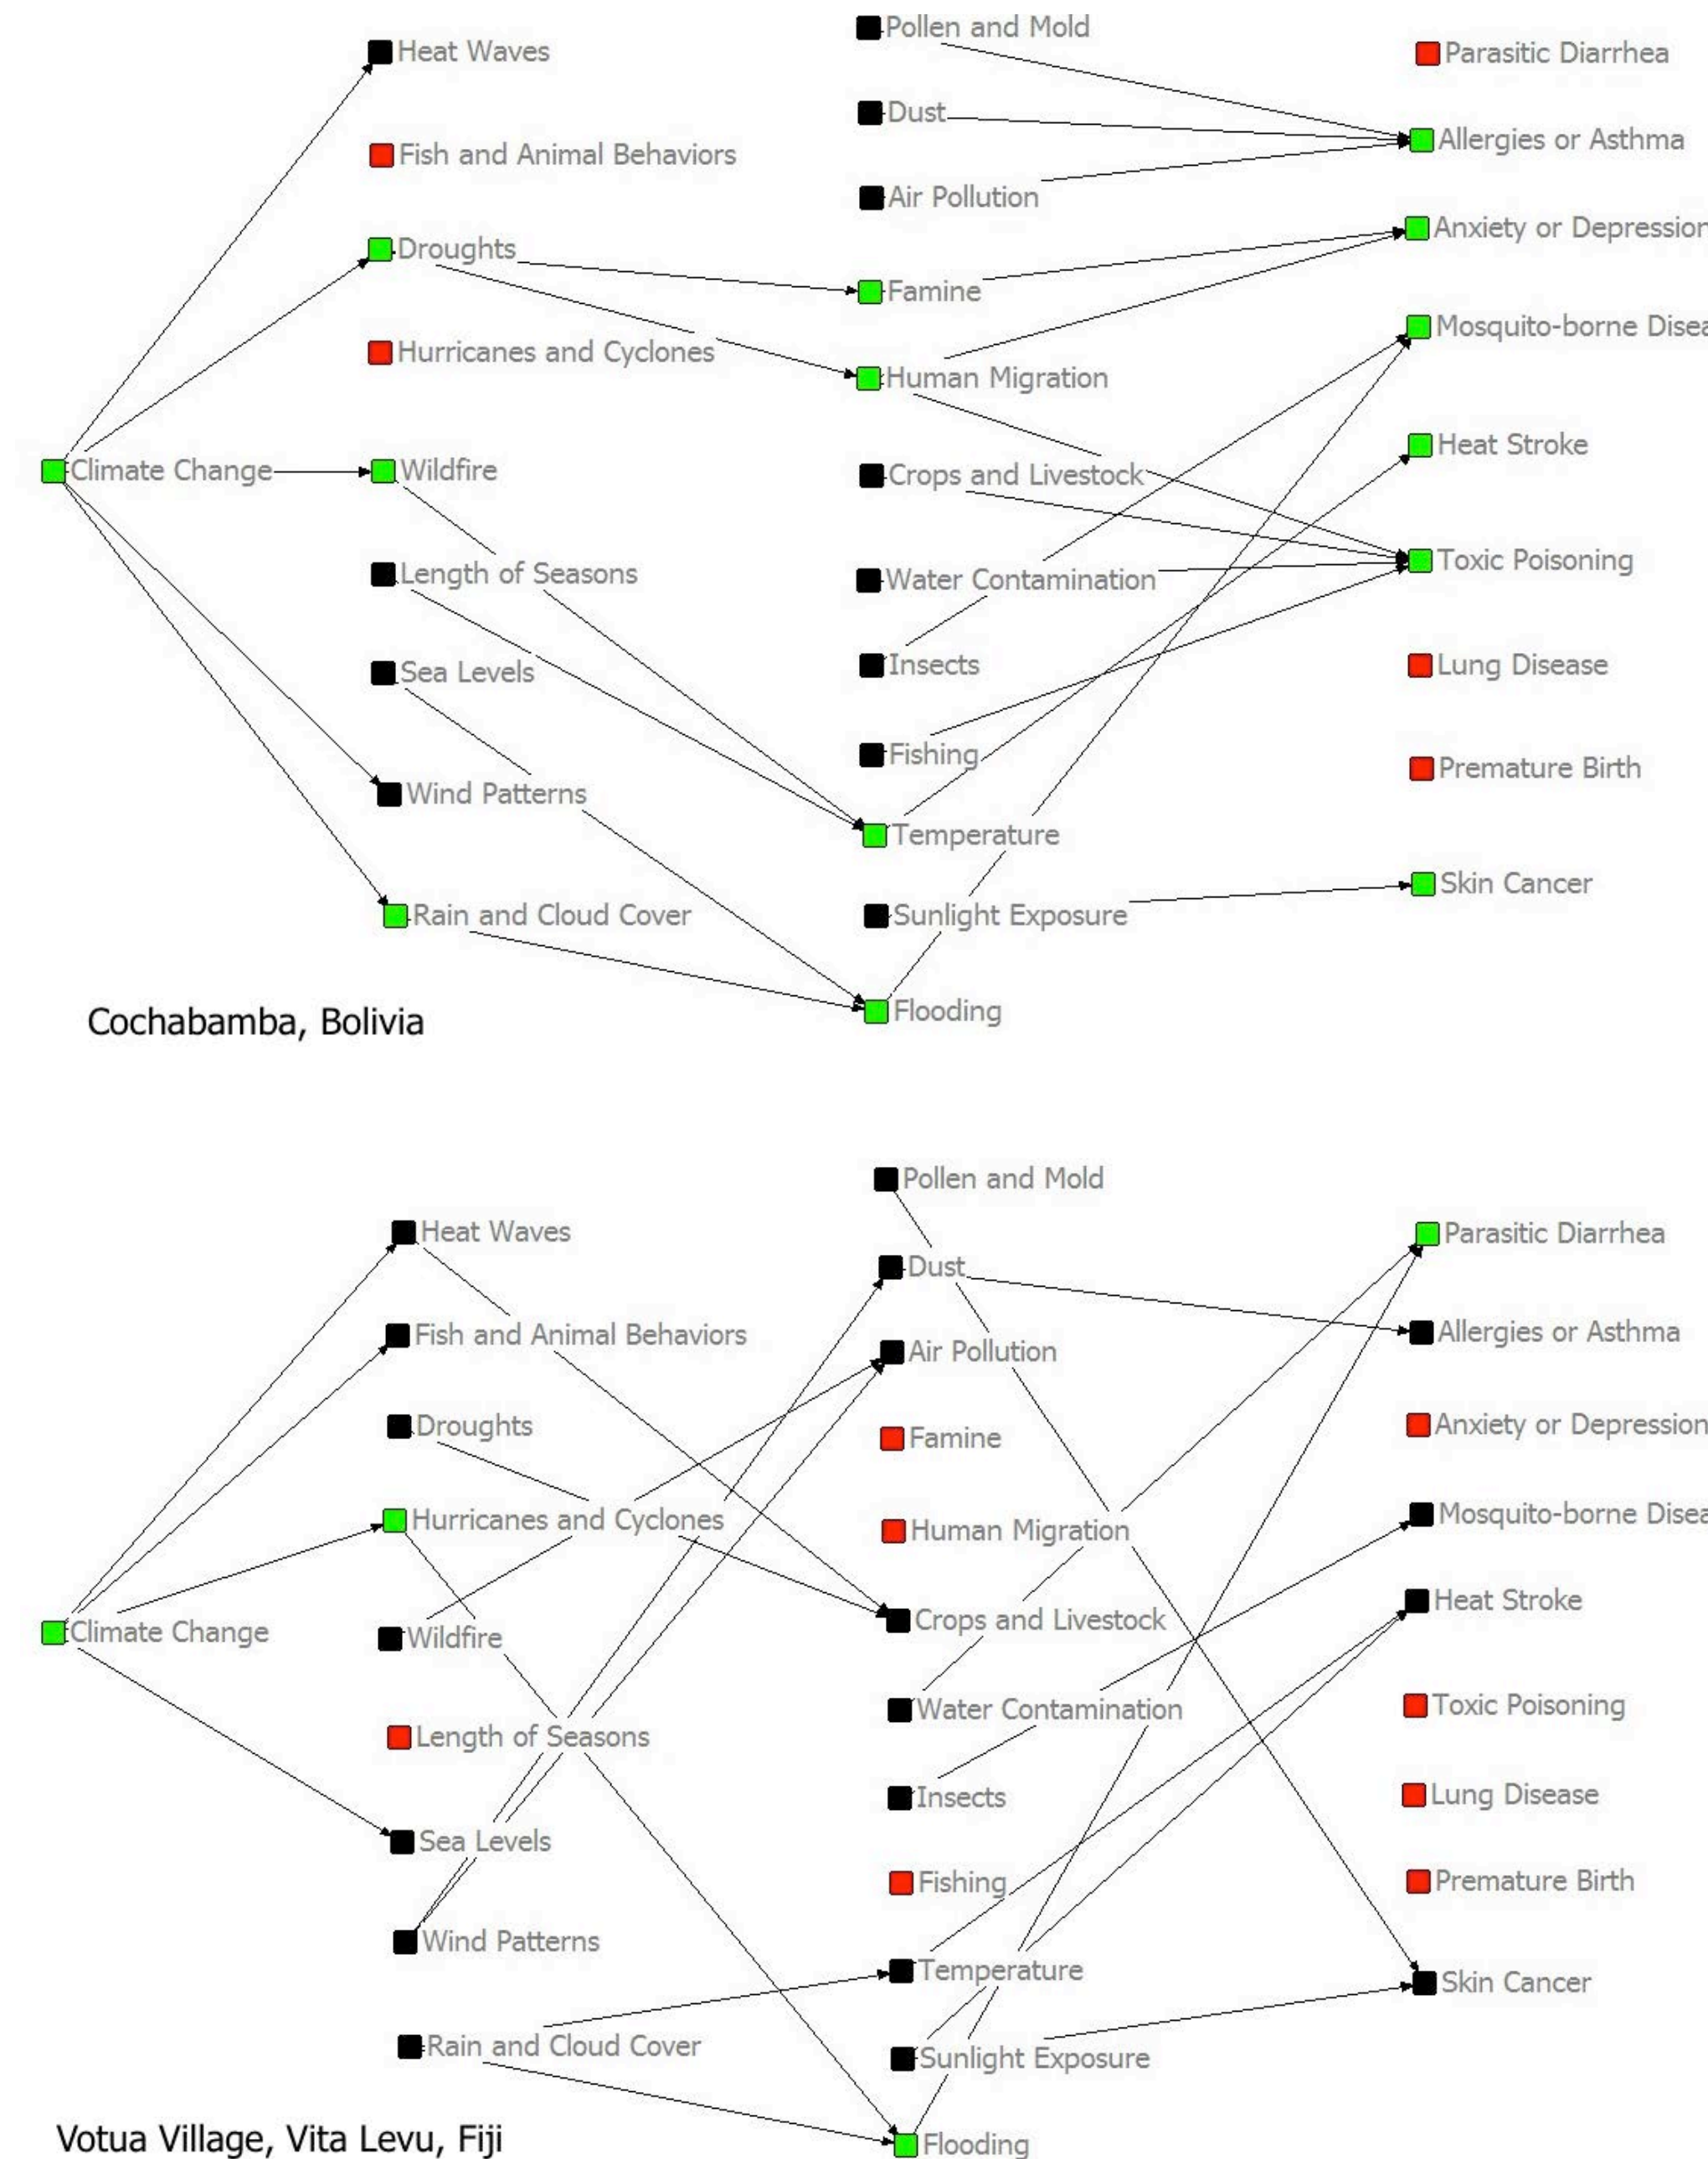 Heat Waves
Fish and Animal Behaviors
Droughts
Hurricanes and Cyclones
Climate Change
Wildfire
Length of Seasons
Sea Levels
Wind Patterns
Rain and Cloud Cover
Pollen and Mold
Dust
Air Pollution
Famine
Human Migration
Crops and Livestock
Water Contamination
Insects
Fishing
Temperature
Sunlight Exposure
Flooding
Parasitic Diarrhea
Allergies or Asthma
Anxiety or Depression
Mosquito-borne Disea
Heat Stroke
Toxic Poisoning
Lung Disease
Premature Birth
Skin Cancer
Cochabamba, Bolivia
Heat Waves
Fish and Animal Behaviors
Droughts
Hurricanes and Cyclones
Climate Change
Wildfire
Length of Seasons
Sea Levels
Wind Patterns
Rain and Cloud Cover
Pollen and Mold
Dust
Air Pollution
Famine
Human Migration
Crops and Livestock
Water Contamination
Insects
Fishing
Temperature
Sunlight Exposure
Flooding
Parasitic Diarrhea
Allergies or Asthma
Anxiety or Depression
Mosquito-borne Disea
Heat Stroke
Toxic Poisoning
Lung Disease
Premature Birth
Skin Cancer
Votua Village, Vita Levu, Fiji